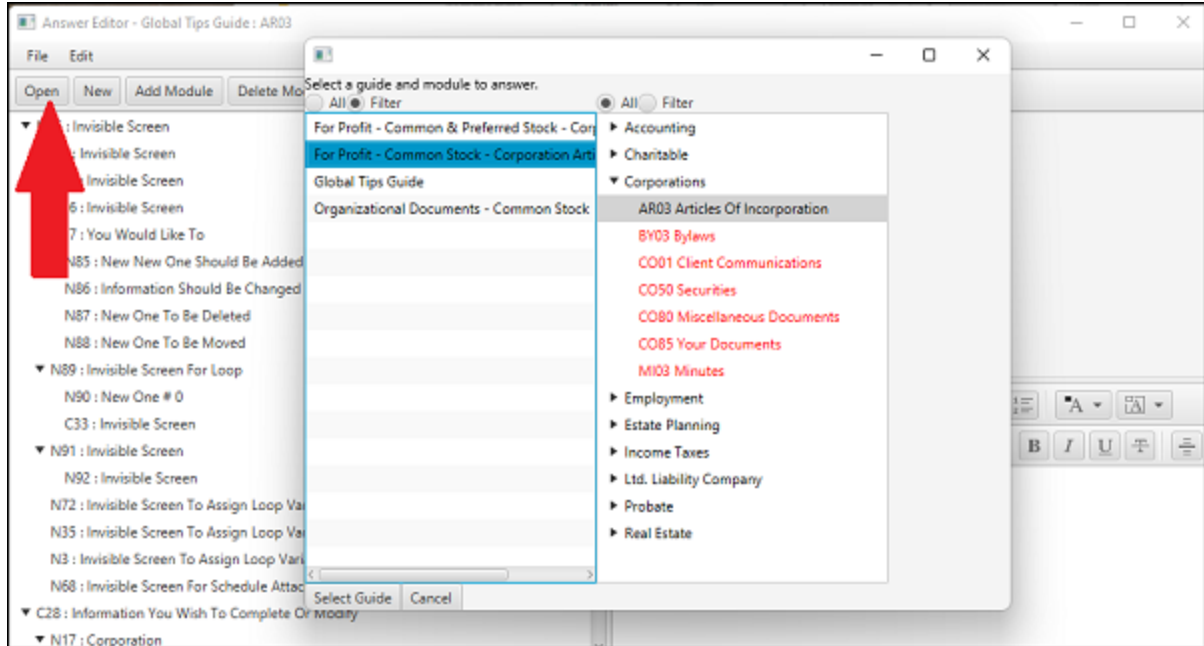 Answer Editor - Global Tips Guide : AR03
File Edit
Open New Add Module Delete Mo
Select a guide and module to answer.
All Filter
All Filter
For Profit - Common & Preferred Stock - Corp
For Profit - Common Stock - Corporation Arti
Global Tips Guide
Organizational Documents - Common Stock
Accounting
Charitable
Corporations
AR03 Articles Of Incorporation
BY03 Bylaws
CO01 Client Communications
CO50 Securities
CO80 Miscellaneous Documents
CO85 Your Documents
MI03 Minutes
Employment
Estate Planning
Income Taxes
Ltd. Liability Company
Probate
Real Estate
Select Guide Cancel
: Invisible Screen
Invisible Screen
Invisible Screen
6 : Invisible Screen
7 : You Would Like To
N85 : New New One Should Be Added
N86 : Information Should Be Changed
N87 : New One To Be Deleted
N88 : New One To Be Moved
N89 : Invisible Screen For Loop
N90 : New One # 0
C33 : Invisible Screen
N91 : Invisible Screen
N92 : Invisible Screen
N72 : Invisible Screen To Assign Loop Va
N35 : Invisible Screen To Assign Loop Va
N3 : Invisible Screen To Assign Loop Vari
N68 : Invisible Screen For Schedule Attac
C28 : Information You Wish To Complete Or Modify
N17 : Corporation
A A
B I U T